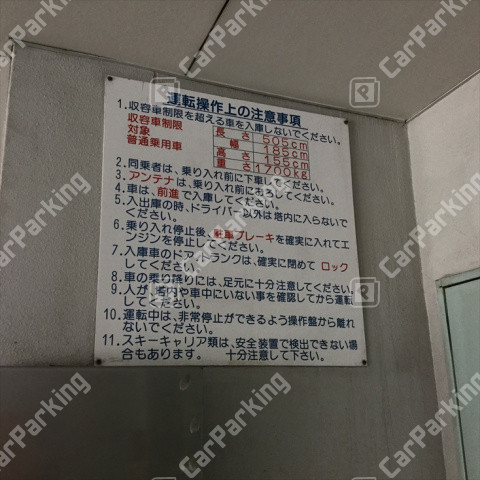 運転操作上の注意事項
1.収容車制限を超える車を入庫しないでください。
収容車制限 長さ 505cm
対象 幅 185cm
普通乗用車 高さ 155cm
重さ 1700kg
2.同乗者は、乗り入れ前に下車してください。
3.アンテナは、乗り入れ前におろしてください。
4.車は、前進で入庫してください。
5.入出庫の時、ドライバー以外は塔内に入らないで
ください。
6.乗り入れ停止後、駐車ブレーキを確実に入れてエ
ンジンを停止してください。
7.入庫車のドア、トランクは、確実に閉めて ロック
してください。
8.車の乗り降りには、足元に十分注意してください。
9.人が、塔内や車中にいない事を確認してから運転
してください。
10.運転中は、非常停止ができるよう操作盤から離れ
ないでください。
11.スキーキャリア類は、安全装置で検出できない場
合もあります。 十分注意して下さい。
CarParking